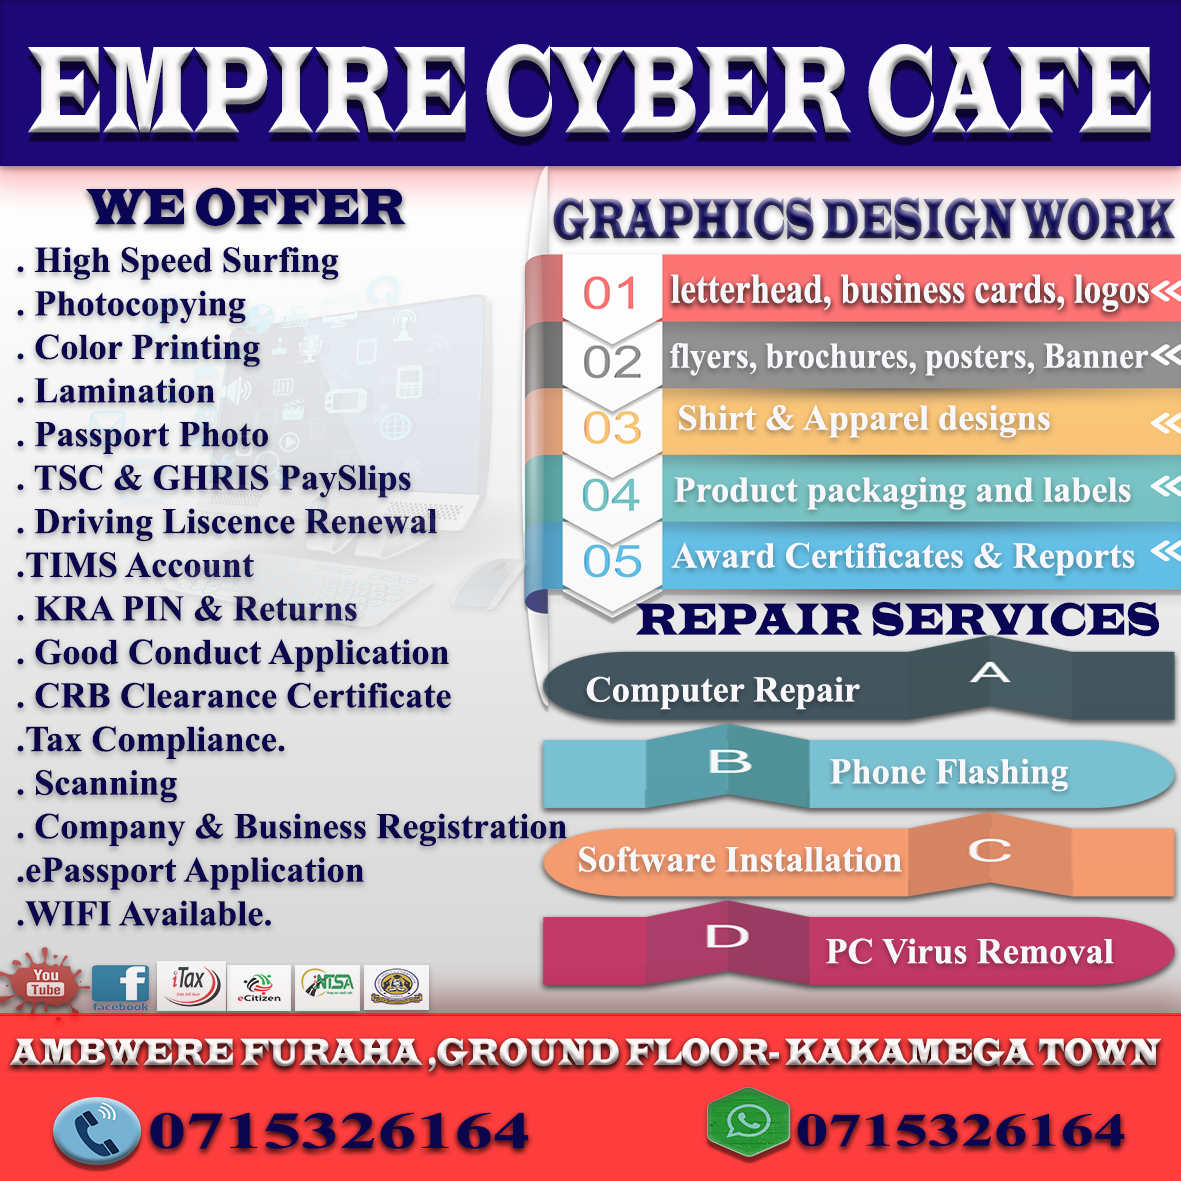 EMPIRE CYBER CAFE
WE OFFER
. High Speed Surfing
. Photocopying
. Color Printing
. Lamination
. Passport Photo
. TSC & GHRIS PaySlips
. Driving Liscence Renewal
.TIMS Account
. KRA PIN & Returns
. Good Conduct Application
. CRB Clearance Certificate
.Tax Compliance.
. Scanning
. Company & Business Registration
.ePassport Application
.WIFI Available.
GRAPHICS DESIGN WORK
01 letterhead, business cards, logos
02 flyers, brochures, posters, Banner
03 Shirt & Apparel designs
04 Product packaging and labels
05 Award Certificates & Reports
REPAIR SERVICES
Computer Repair A
B Phone Flashing
Software Installation C
D PC Virus Removal
You
Tube
facebook
iTax
eCitizen
NTSA
AMBWERE FURAHA ,GROUND FLOOR- KAKAMEGA TOWN
0715326164
0715326164